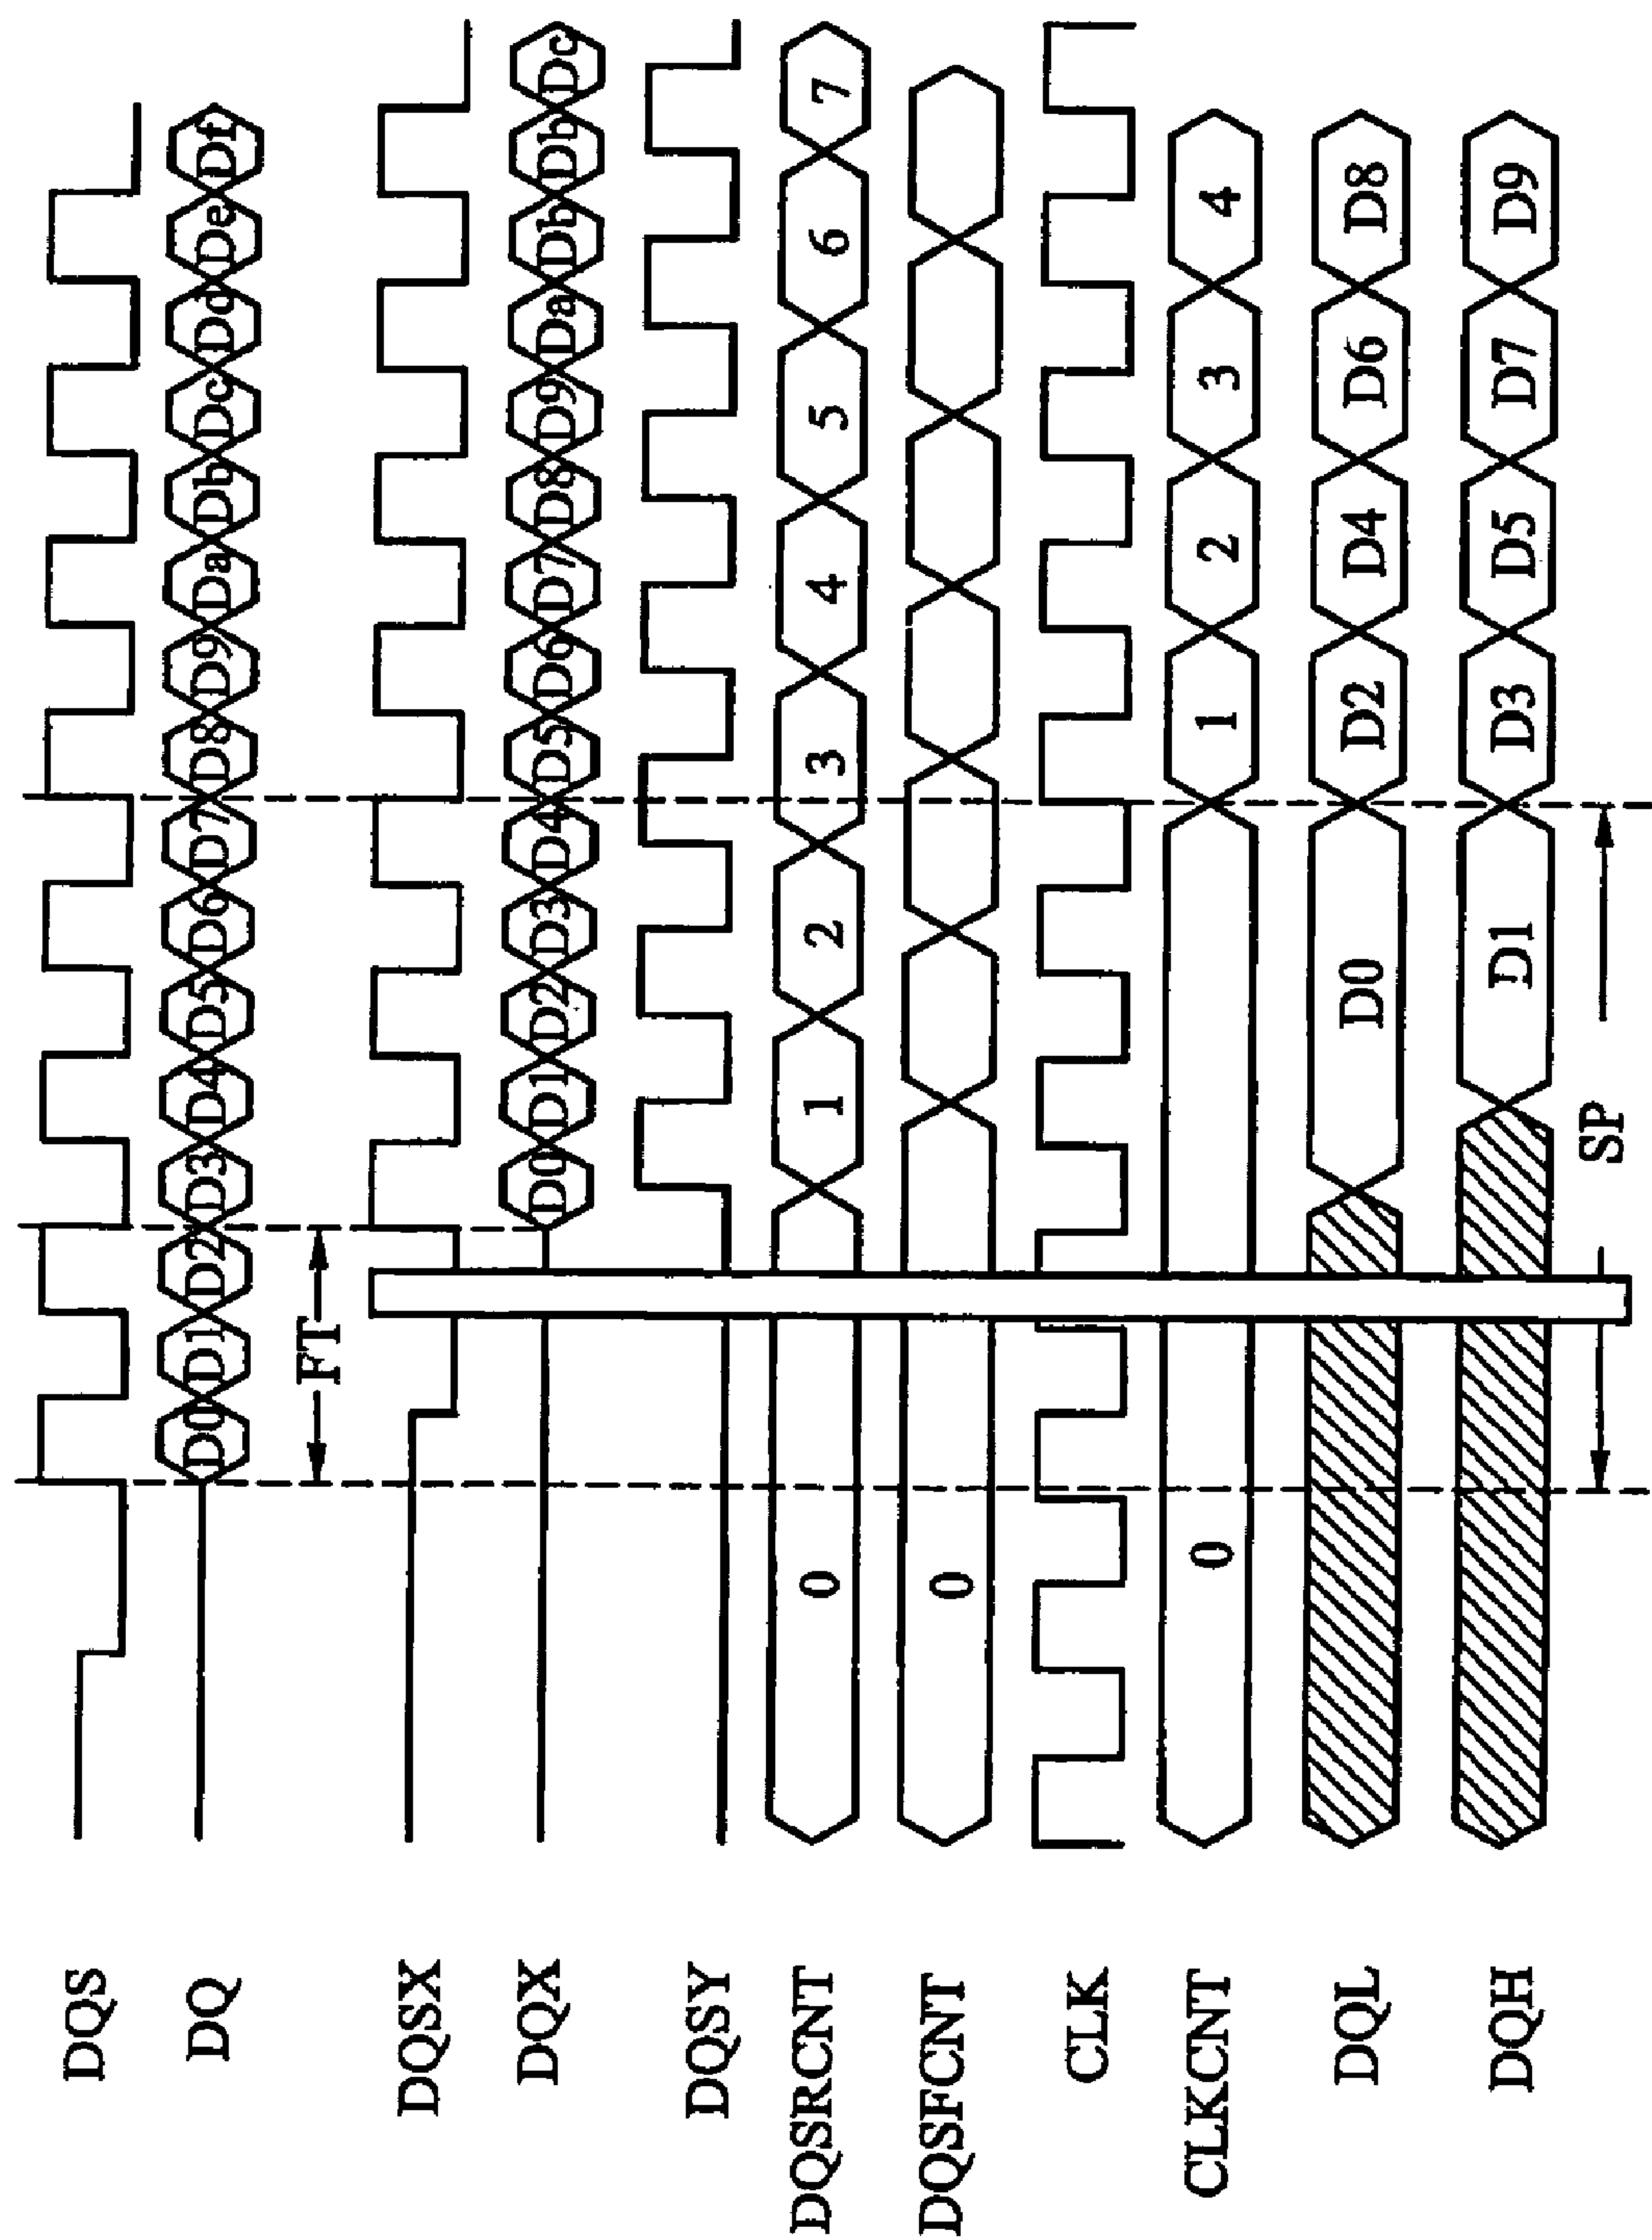 DQS
DQ D0 D1 D2 D3 D4 D5 D6 D7 D8 D9 Da Db Dc Dd De Df
FT
DQSX
DQX D0 D1 D2 D3 D4 D5 D6 D7 D8 D9 Da Db Db Dc
DQSY
DQSRCNT 0 1 2 3 4 5 6 7
DQSFCNT 0
CLK
CLKCNT 0 1 2 3 4
DQL D0 D2 D4 D6 D8
DQH D1 D3 D5 D7 D9
SP